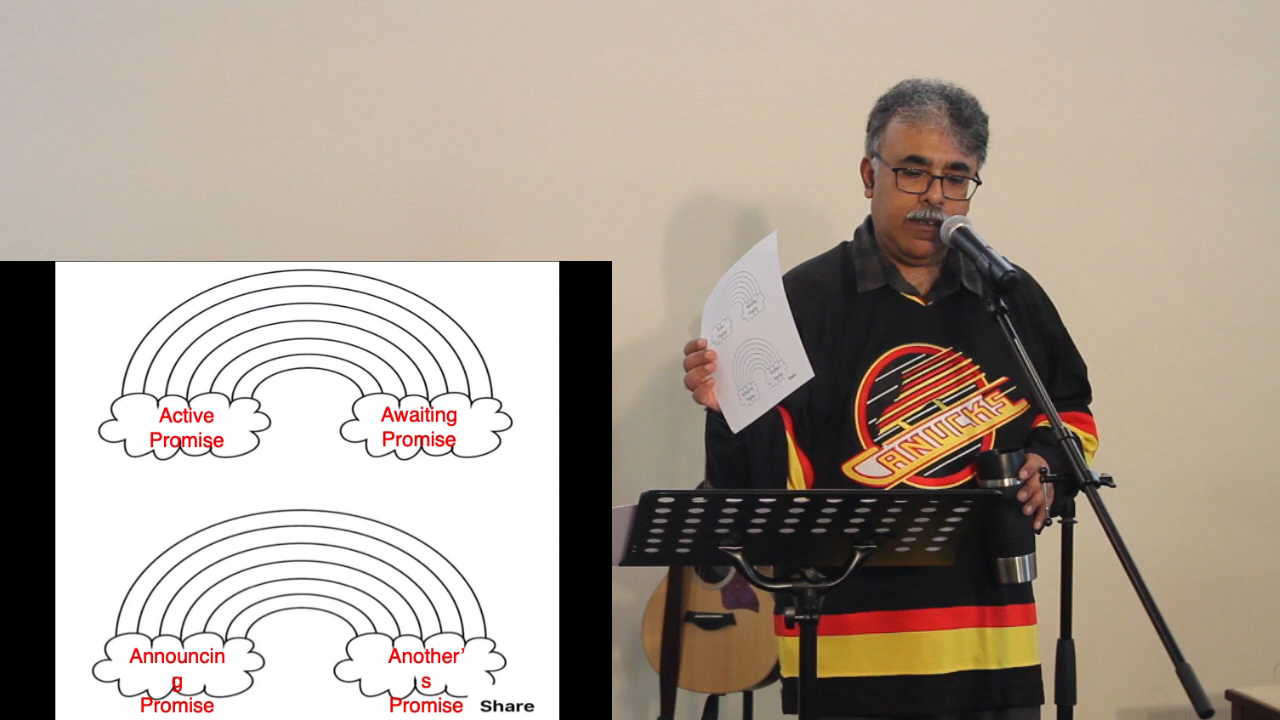 Active
Promise
Awaiting
Promise
Announcin
g
Promise
Another’
s
Promise
Share
CANUCKS